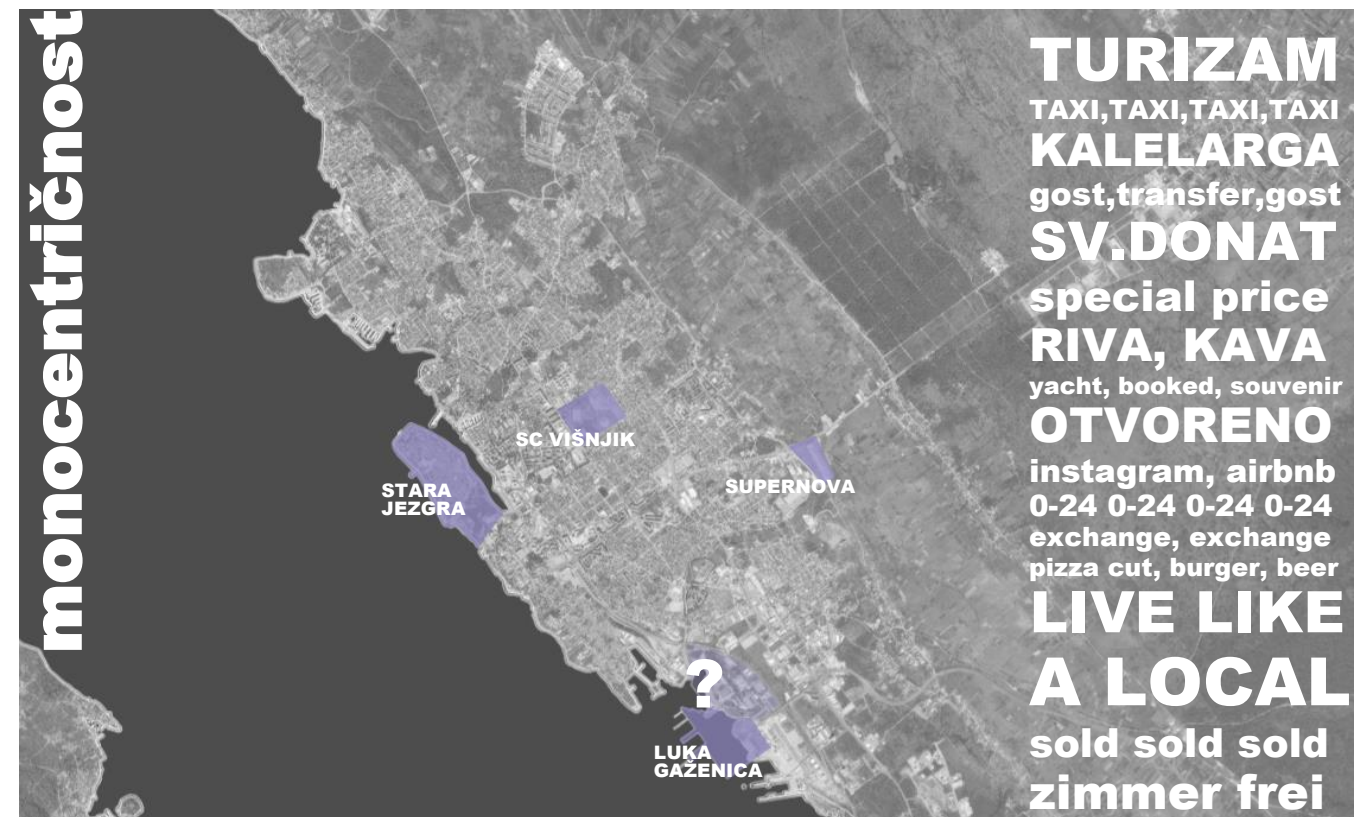 monocentričnost
TURIZAM
TAXI,TAXI,TAXI,TAXI
KALELARGA
gost,transfer,gost
SV.DONAT
special price
RIVA, KAVA
yacht, booked, souvenir
OTVORENO
instagram, airbnb
0-24 0-24 0-24 0-24
exchange, exchange
pizza cut, burger, beer
LIVE LIKE
A LOCAL
sold sold sold
zimmer frei
SC VIŠNJIK
STARA
JEZGRA
SUPERNOVA
?
LUKA
GAŽENICA